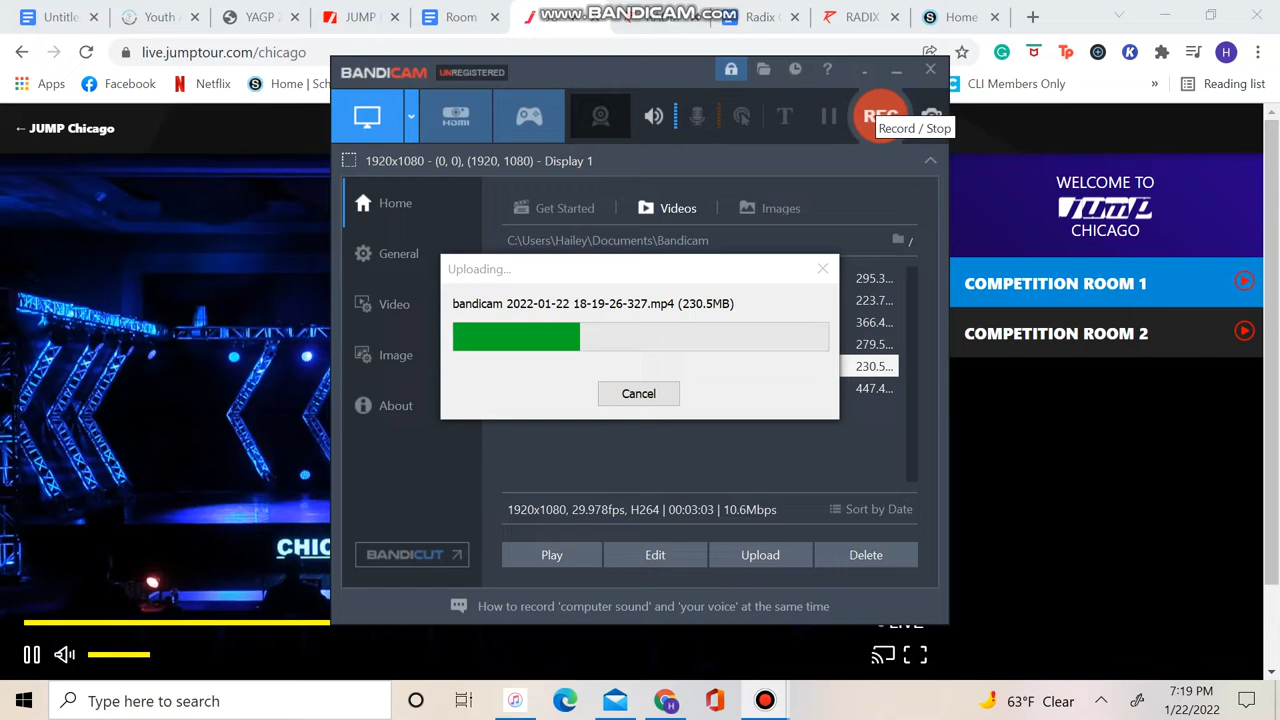 Untitle
Youth
YAGP
JUMP
Room
www.BANDICAM.com
Radix C
RADIX
Home
live.jumptour.com/chicago
H
Apps
Facebook
Netflix
Home | Sch
CLI Members Only
»
Reading list
← JUMP Chicago
BANDICAM UNREGISTERED
HDMI
REC
Record / Stop
1920x1080 - (0, 0), (1920, 1080) - Display 1
Home
General
Video
Image
About
BANDICUT
Get Started
Videos
Images
C:\Users\Hailey\Documents\Bandicam
/
295.3...
223.7...
366.4...
279.5...
230.5...
447.4...
Uploading...
bandicam 2022-01-22 18-19-26-327.mp4 (230.5MB)
Cancel
1920x1080, 29.978fps, H264 | 00:03:03 | 10.6Mbps
Sort by Date
Play
Edit
Upload
Delete
How to record 'computer sound' and 'your voice' at the same time
WELCOME TO
JUMP
CHICAGO
COMPETITION ROOM 1
COMPETITION ROOM 2
CHIC
LIVE
Type here to search
63°F Clear
7:19 PM
1/22/2022